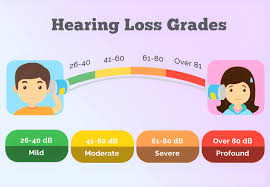 Hearing Loss Grades
26-40
41-60
61-80
Over 81
26-40 dB
Mild
41-60 dB
Moderate
61-80 dB
Severe
Over 80 dB
Profound